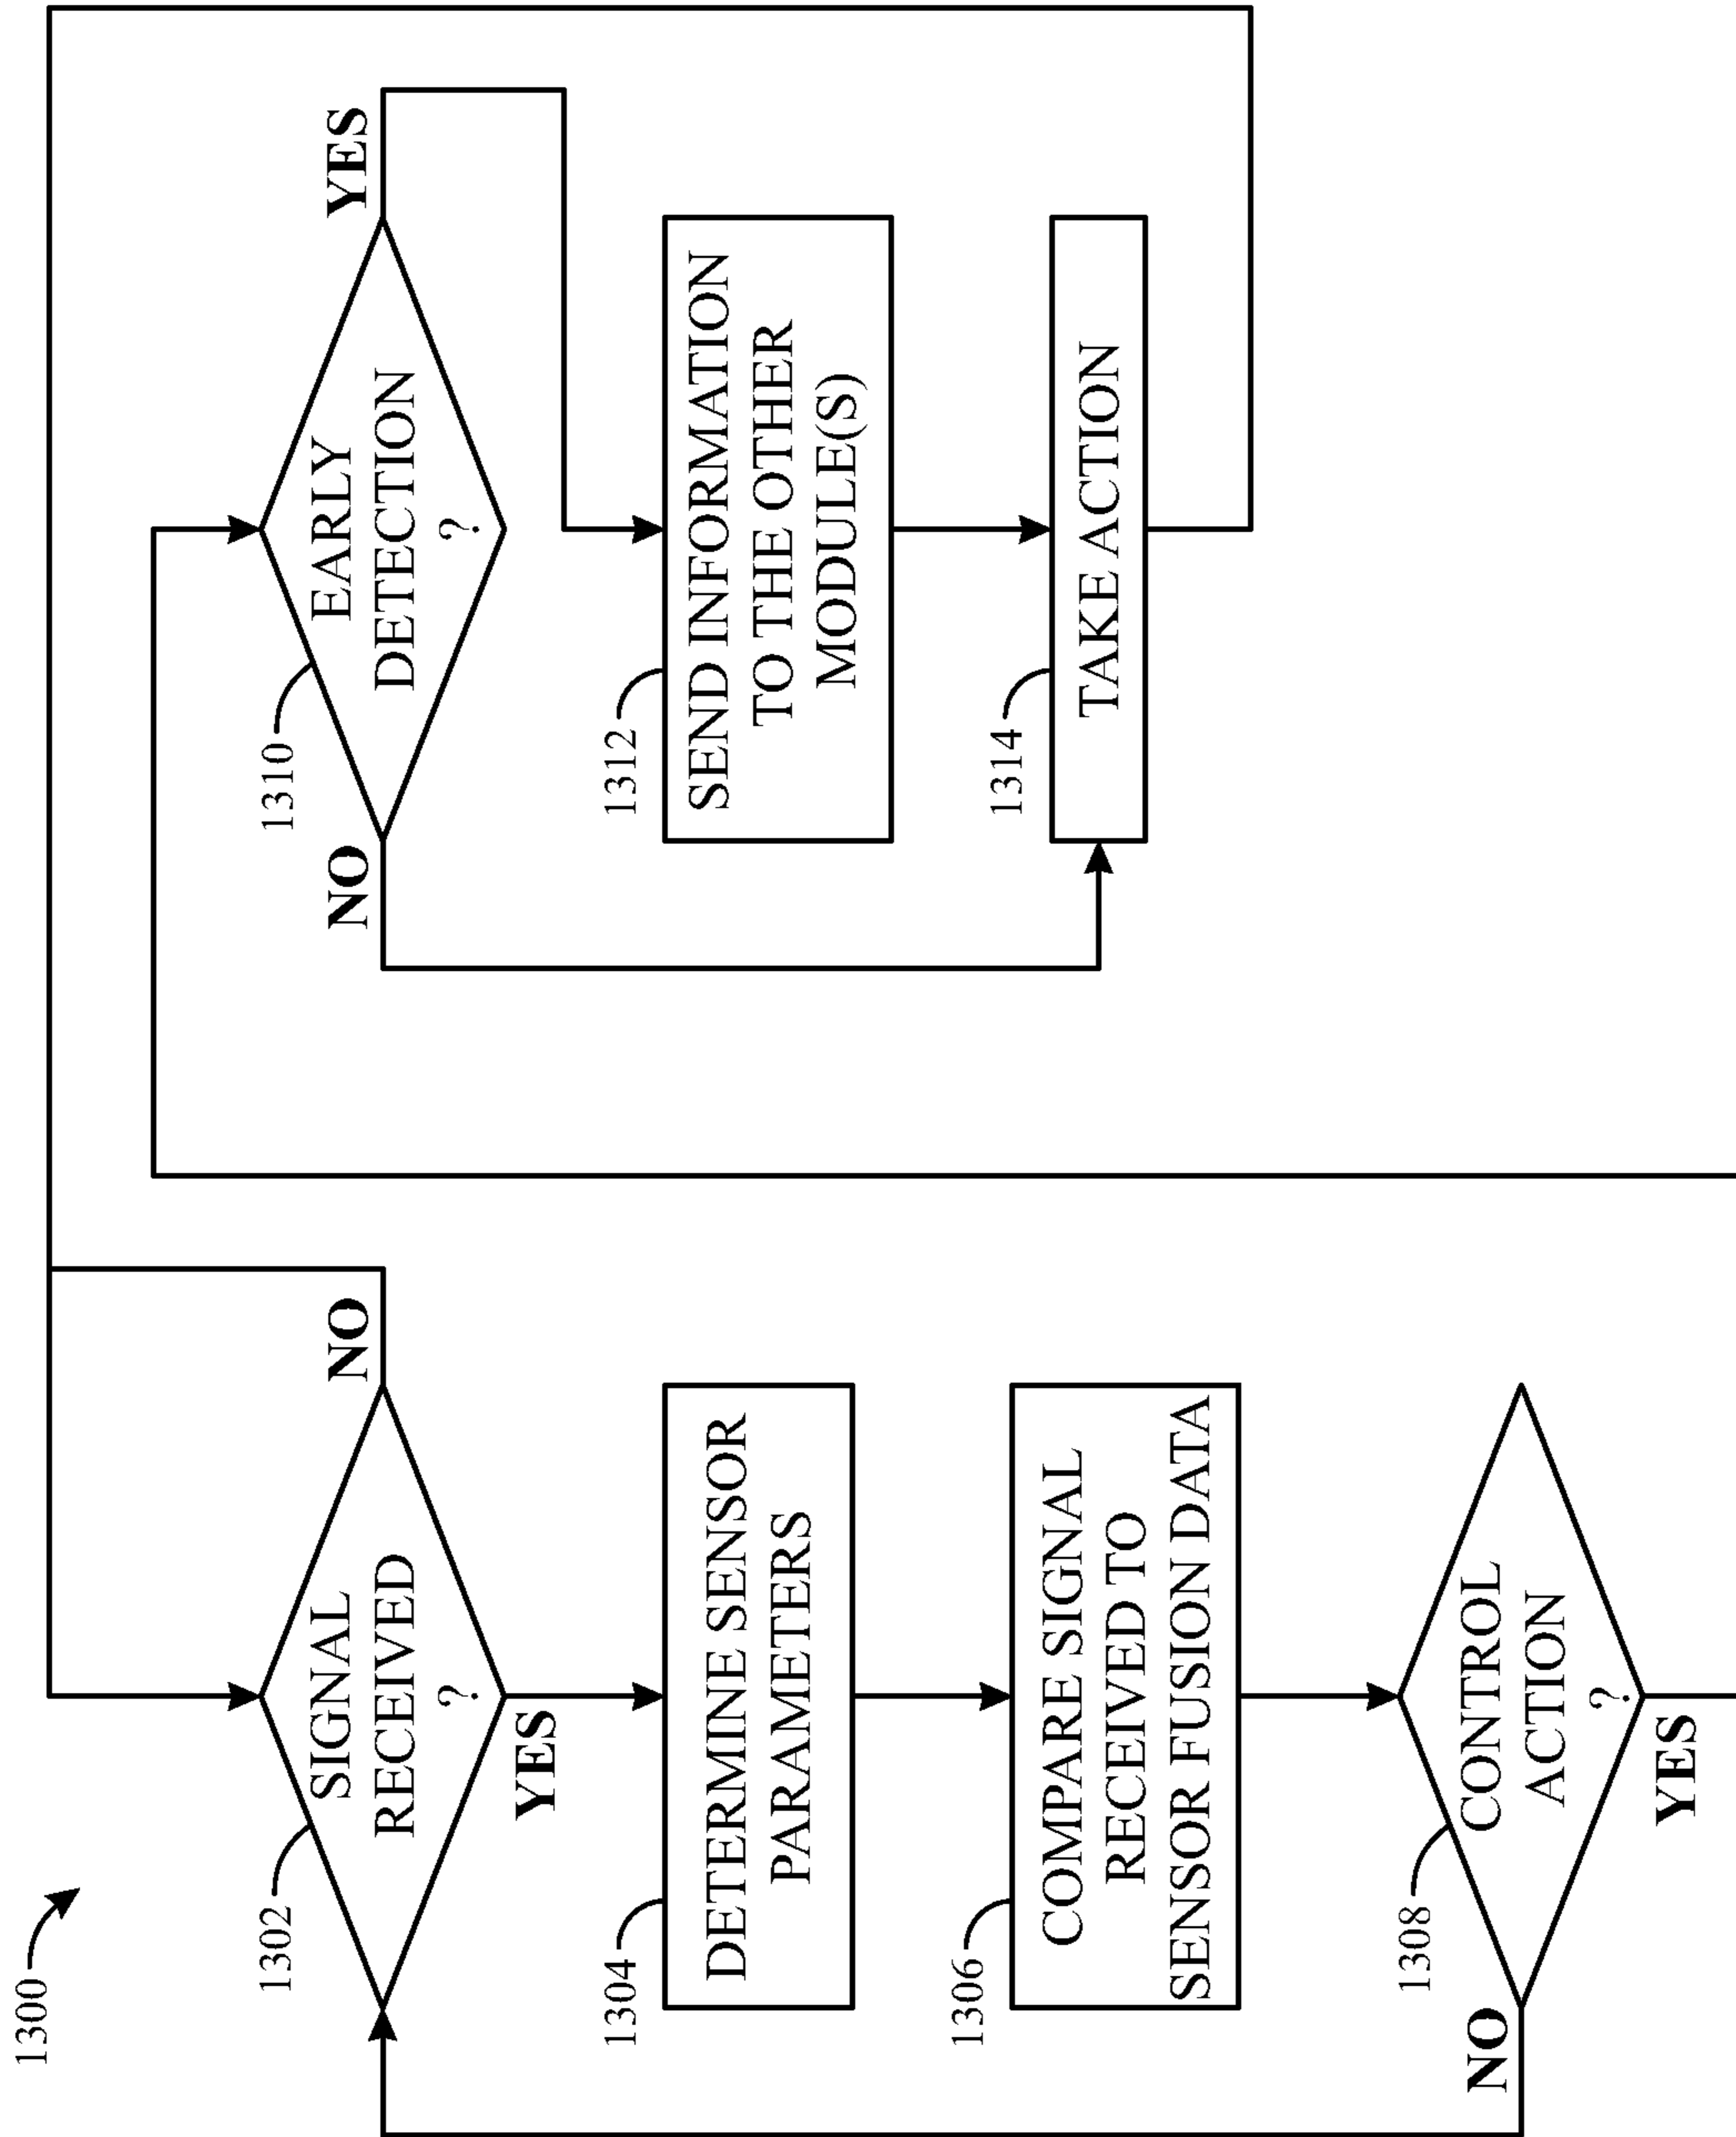 1300
1302
SIGNAL
RECEIVED
?
NO
YES
1304
DETERMINE SENSOR
PARAMETERS
1306
COMPARE SIGNAL
RECEIVED TO
SENSOR FUSION DATA
1308
CONTROL
ACTION
?
NO
YES
1310
EARLY
DETECTION
?
NO
YES
1312
SEND INFORMATION
TO THE OTHER
MODULE(S)
1314
TAKE ACTION